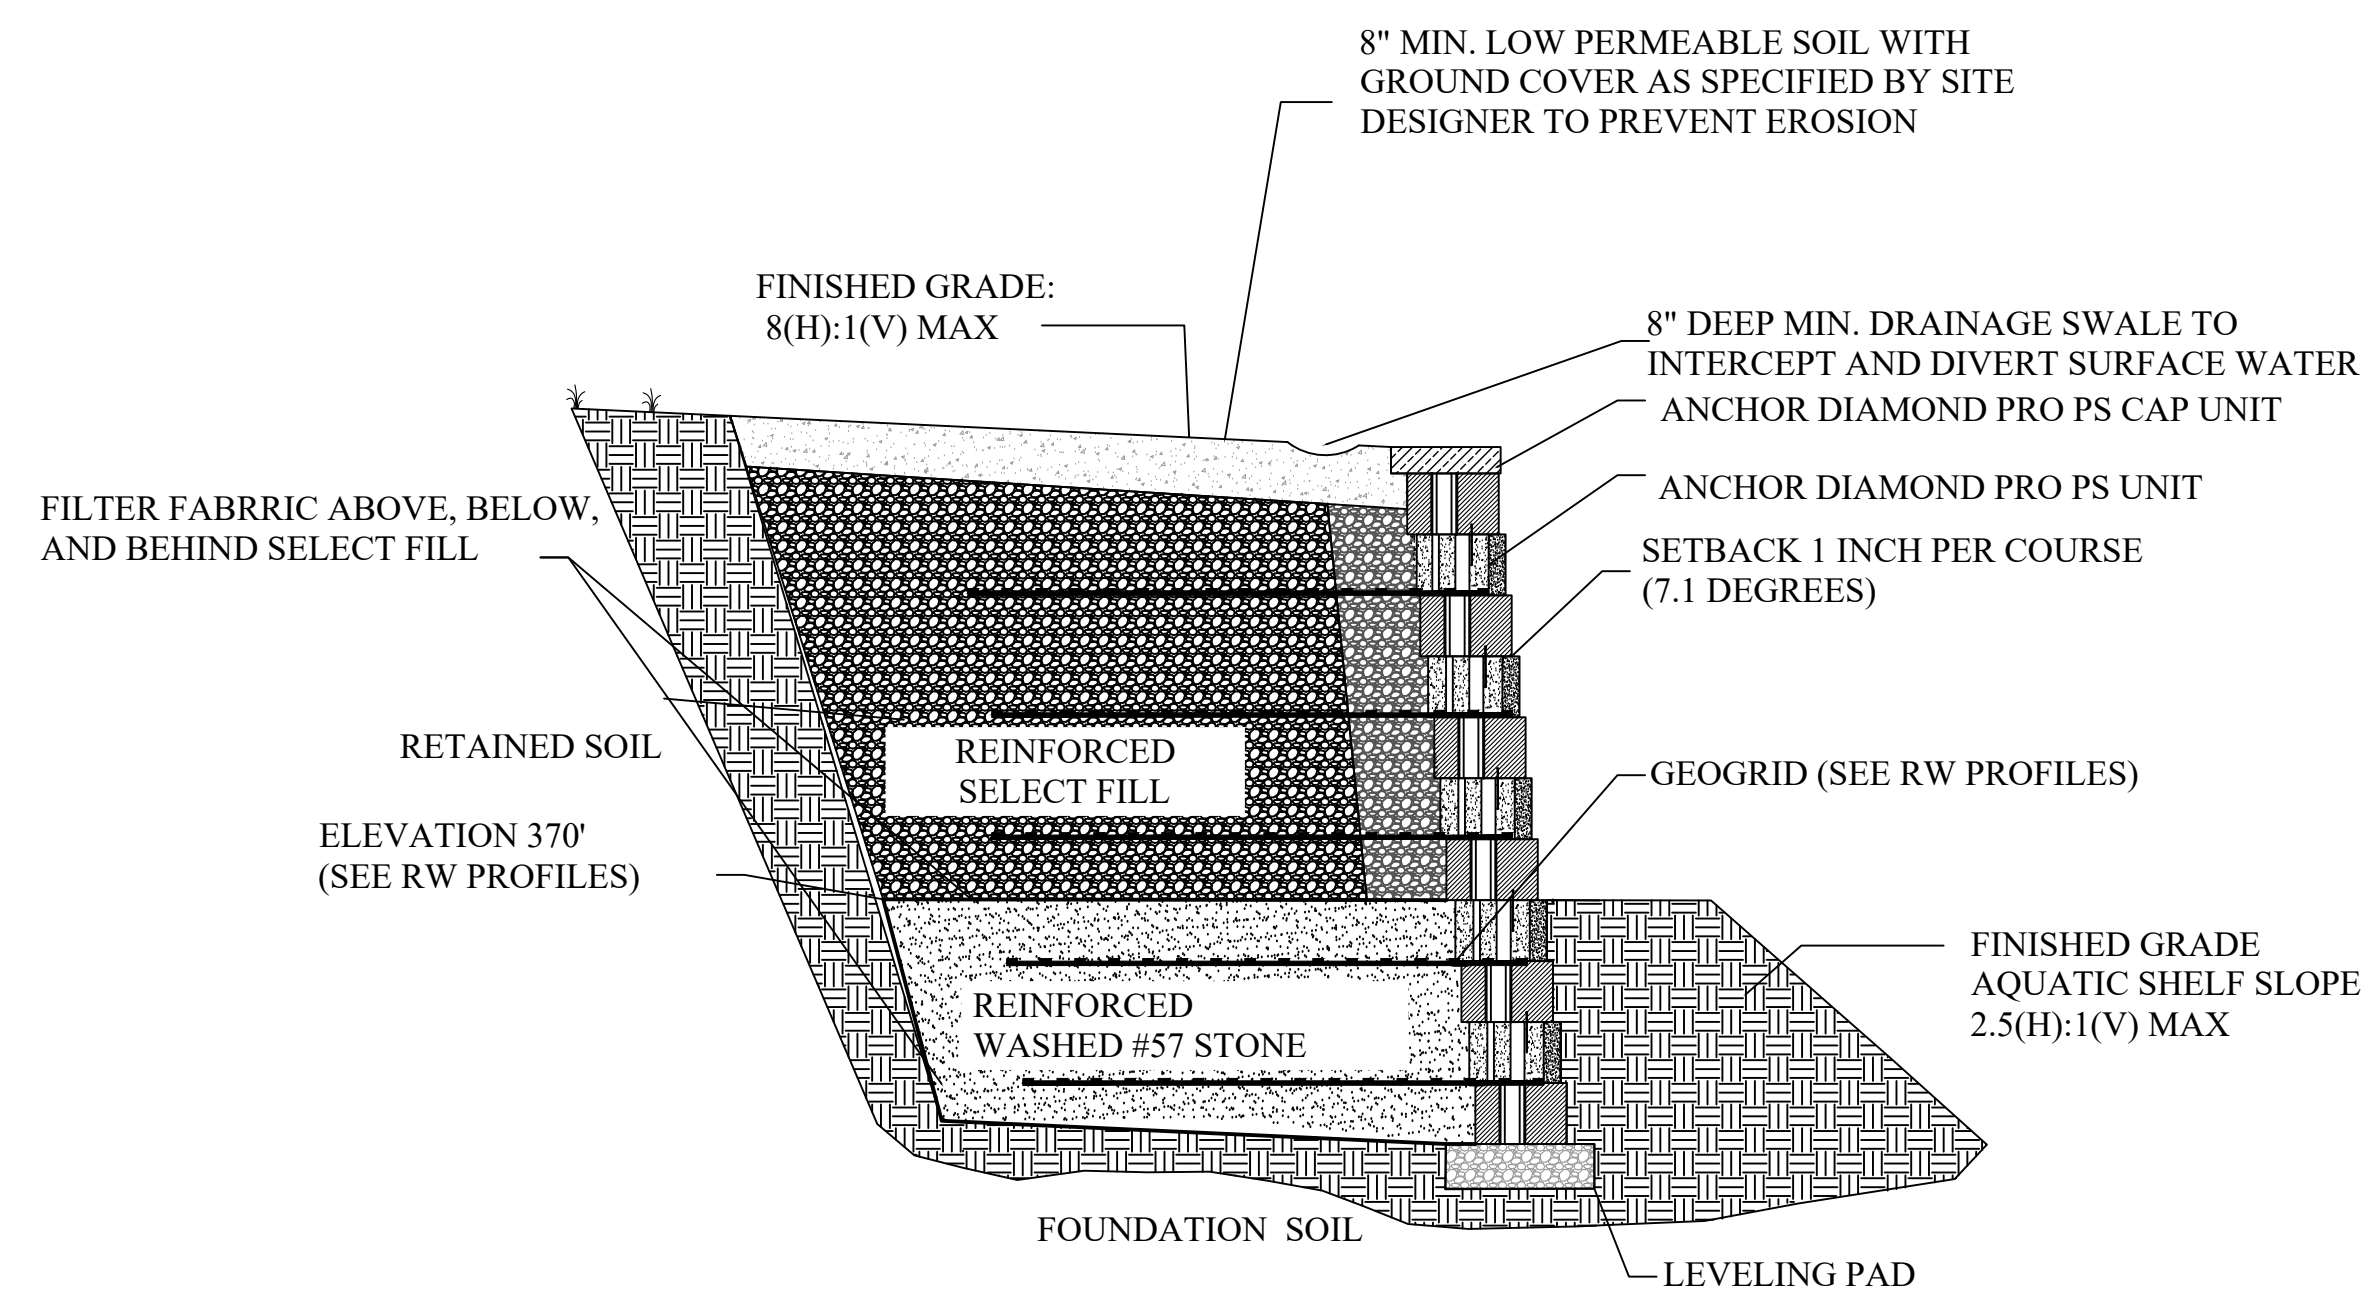 8" MIN. LOW PERMEABLE SOIL WITH
GROUND COVER AS SPECIFIED BY SITE
DESIGNER TO PREVENT EROSION
FINISHED GRADE:
8(H):1(V) MAX
8" DEEP MIN. DRAINAGE SWALE TO
INTERCEPT AND DIVERT SURFACE WATER
ANCHOR DIAMOND PRO PS CAP UNIT
ANCHOR DIAMOND PRO PS UNIT
FILTER FABRRIC ABOVE, BELOW,
AND BEHIND SELECT FILL
SETBACK 1 INCH PER COURSE
(7.1 DEGREES)
RETAINED SOIL
REINFORCED
SELECT FILL
GEOGRID (SEE RW PROFILES)
ELEVATION 370'
(SEE RW PROFILES)
FINISHED GRADE
AQUATIC SHELF SLOPE
2.5(H):1(V) MAX
REINFORCED
WASHED #57 STONE
FOUNDATION  SOIL
LEVELING PAD